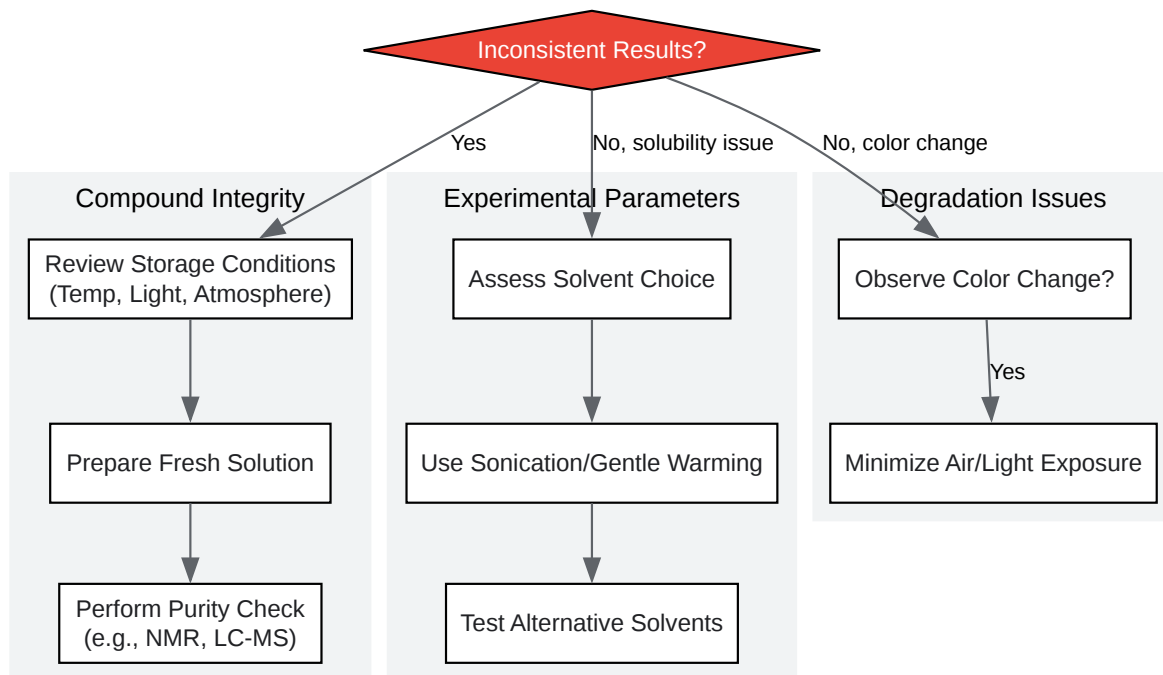 Inconsistent Results?
Yes
No, solubility issue
No, color change
Compound Integrity
Experimental Parameters
Degradation Issues
Review Storage Conditions
(Temp, Light, Atmosphere)
Assess Solvent Choice
Observe Color Change?
Yes
Prepare Fresh Solution
Use Sonication/Gentle Warming
Minimize Air/Light Exposure
Perform Purity Check
(e.g., NMR, LC-MS)
Test Alternative Solvents